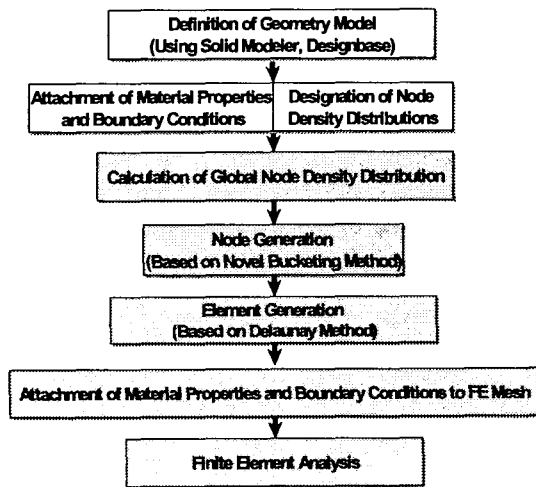 Definition of Geometry Model
(Using Solid Modeler, Designbase)
Attachment of Material Properties
and Boundary Conditions
Designation of Node
Density Distributions
Calculation of Global Node Density Distribution
Node Generation
(Based on Novel Bucketing Method)
Element Generation
(Based on Delaunay Method)
Attachment of Material Properties and Boundary Conditions to FE Mesh
Finite Element Analysis